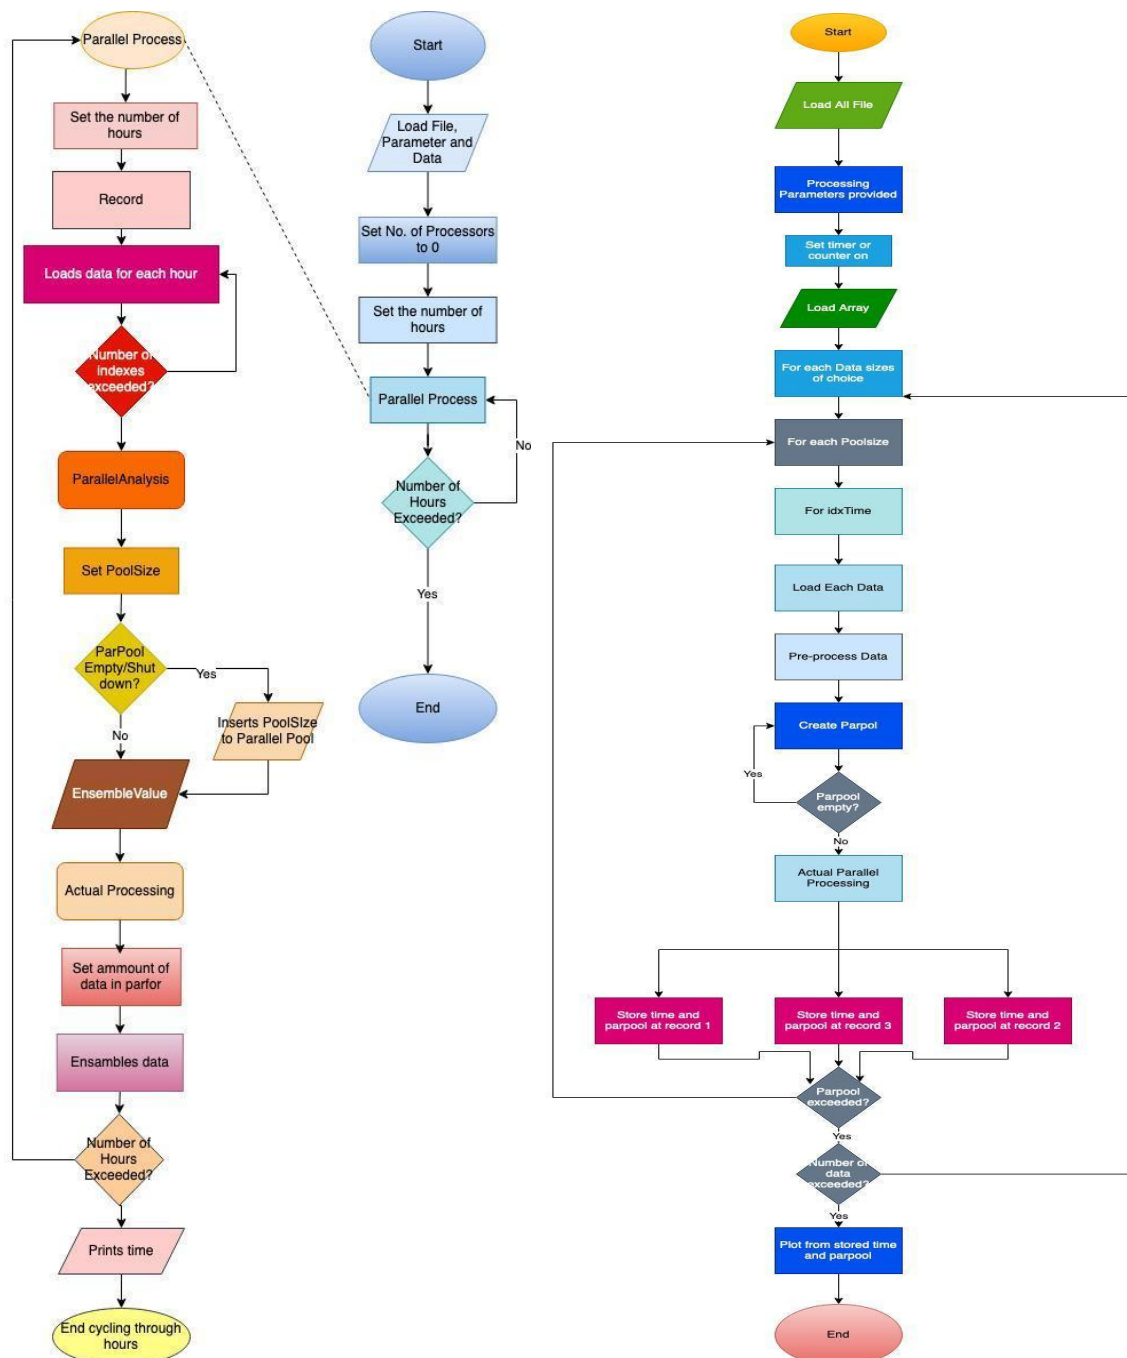 Parallel Process
Set the number of
hours
Record
Loads data for each hour
Number of
indexes
exceeded?
ParallelAnalysis
Set PoolSize
ParPool
Empty/Shut
down?
Yes
No
Inserts PoolSIze
to Parallel Pool
EnsembleValue
Actual Processing
Set ammount of
data in parfor
Ensambles data
Number of
Hours
Exceeded?
Prints time
End cycling through
hours
Start
Load File,
Parameter and
Data
Set No. of Processors
to 0
Set the number of
hours
Parallel Process
No
Number of
Hours
Exceeded?
Yes
End
Start
Load All File
Processing
Parameters provided
Set timer or
counter on
Load Array
For each Data sizes
of choice
For each Poolsize
For idxTime
Load Each Data
Pre-process Data
Create Parpol
Yes
Parpool
empty?
No
Actual Parallel
Processing
Store time and
parpool at record 1
Store time and
parpool at record 3
Store time and
parpool at record 2
Parpool
exceeded?
Yes
Number of
data
exceeded?
Yes
Plot from stored time
and parpool
End